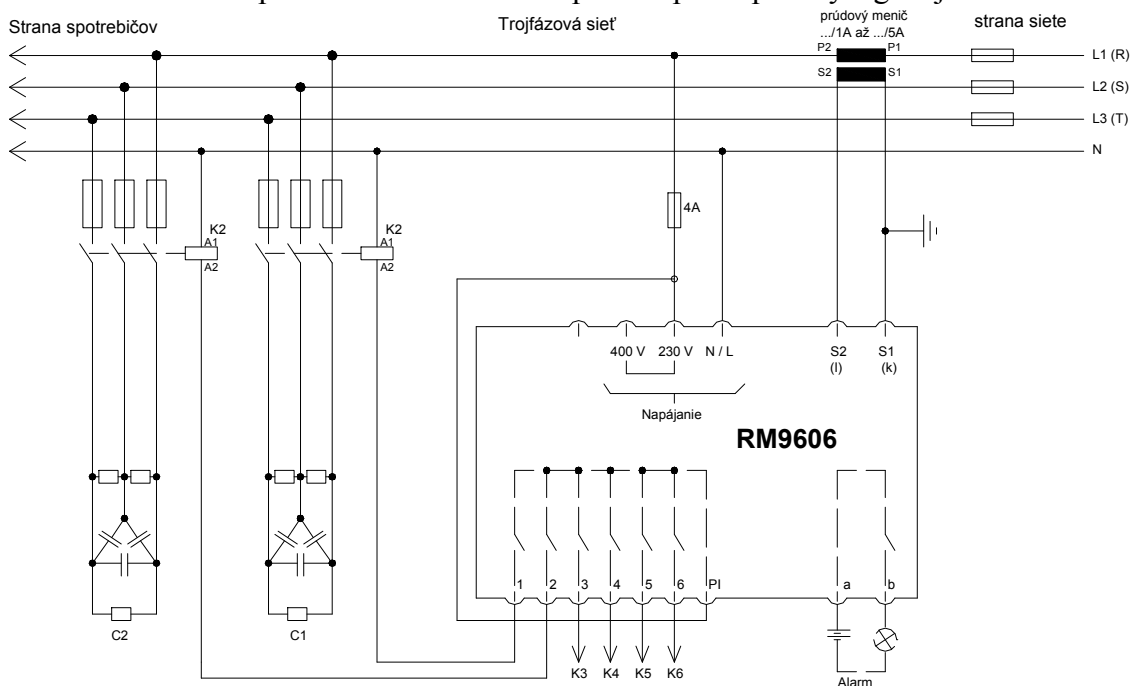 Strana spotrebičov
Trojfázová sieť
prúdový menič
.../1A až .../5A
strana siete
P2
P1
L1 (R)
S2
S1
L2 (S)
L3 (T)
N
4A
K2
A1
A2
K2
A1
A2
400 V
230 V
N / L
S2
(l)
S1
(k)
Napájanie
RM9606
1
2
3
4
5
6
PI
a
b
C2
C1
K3
K4
K5
K6
Alarm